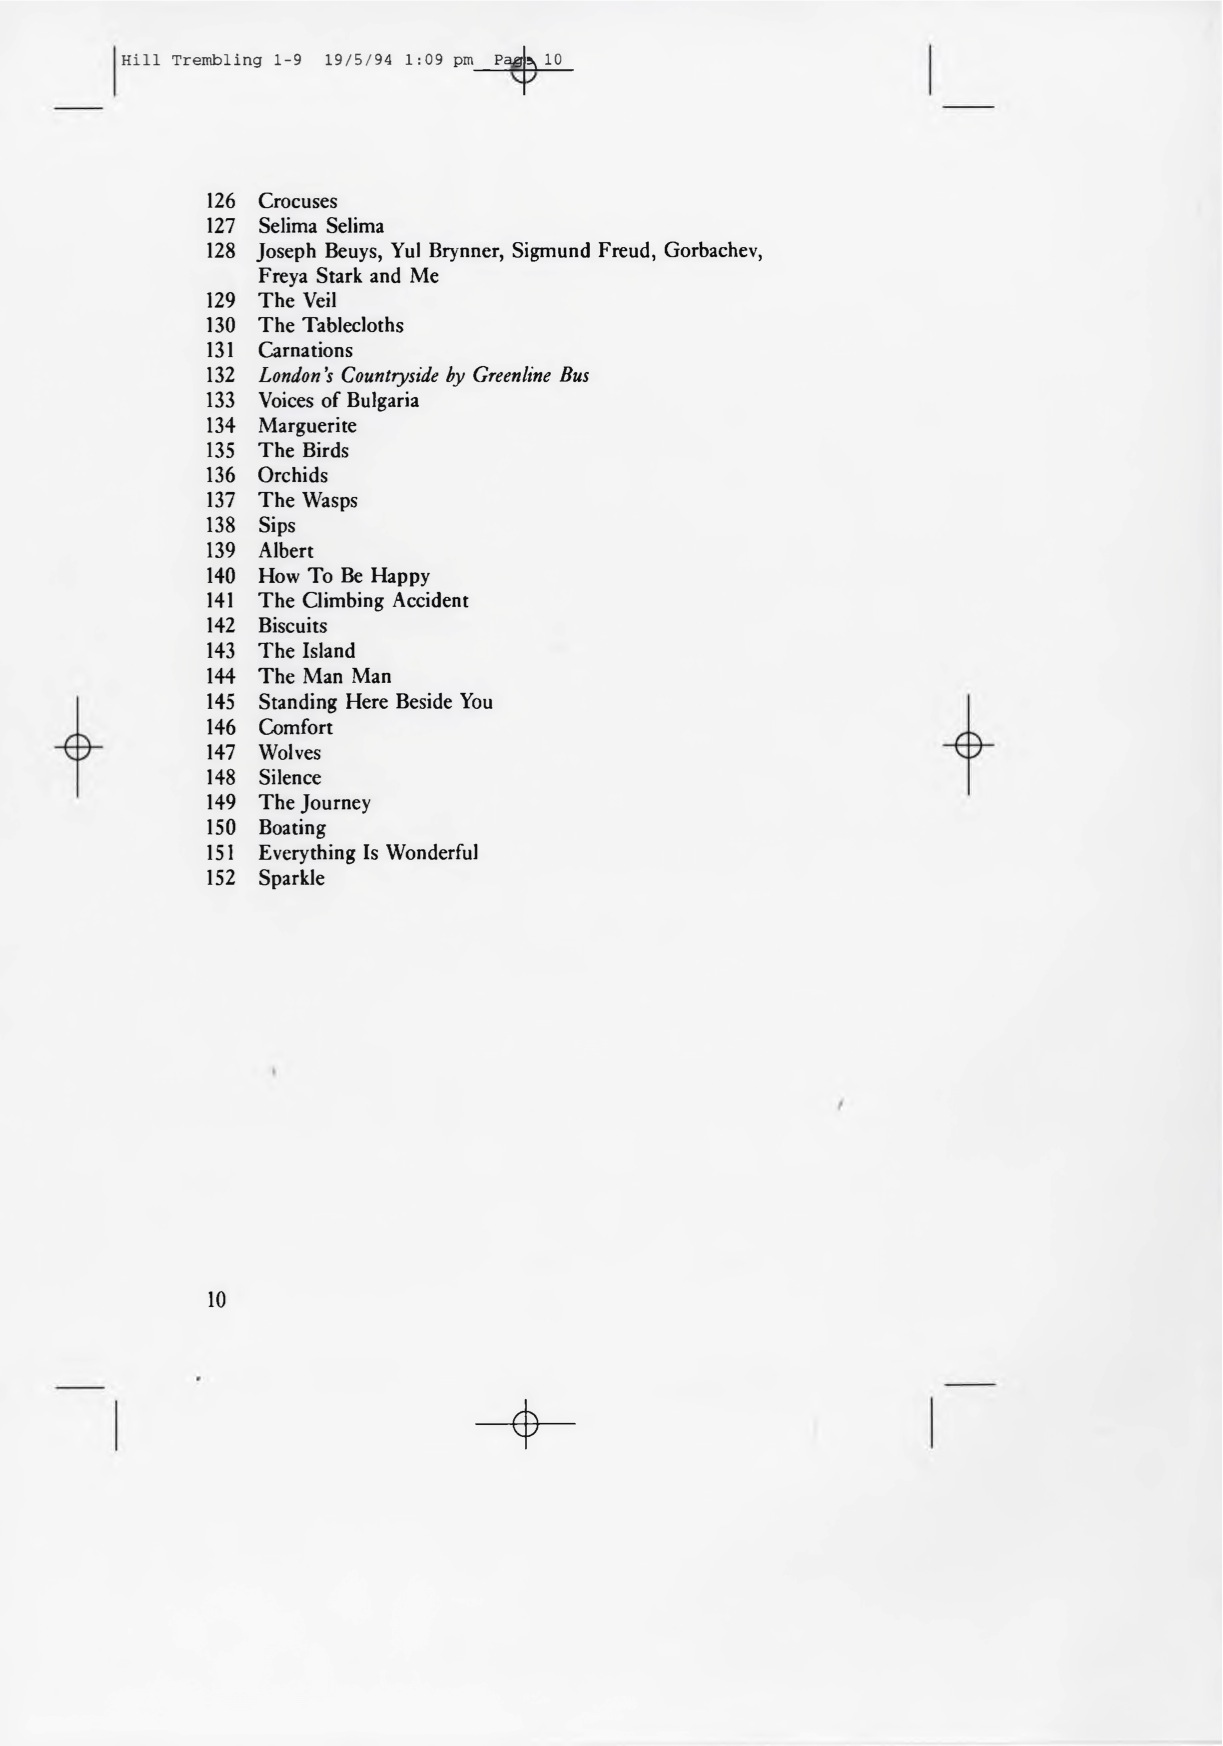 Hill Trembling 1-9 19/5/94 1:09 pm Page 10
126 Crocuses
127 Selima Selima
128 Joseph Beuys, Yul Brynner, Sigmund Freud, Gorbachev,
Freya Stark and Me
129 The Veil
130 The Tablecloths
131 Carnations
132 London's Countryside by Greenline Bus
133 Voices of Bulgaria
134 Marguerite
135 The Birds
136 Orchids
137 The Wasps
138 Sips
139 Albert
140 How To Be Happy
141 The Climbing Accident
142 Biscuits
143 The Island
144 The Man Man
145 Standing Here Beside You
146 Comfort
147 Wolves
148 Silence
149 The Journey
150 Boating
151 Everything Is Wonderful
152 Sparkle
10